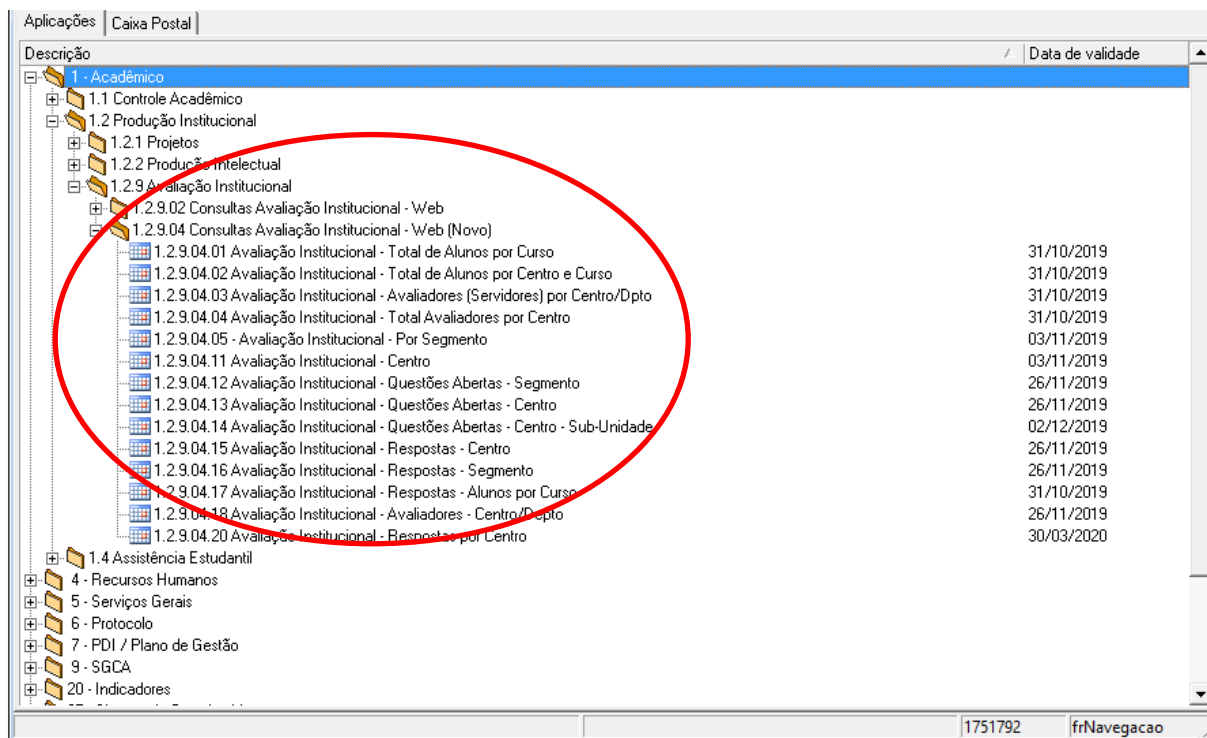 Aplicações Caixa Postal
Descrição Data de validade
1 - Acadêmico
1.1 Controle Acadêmico
1.2 Produção Institucional
1.2.1 Projetos
1.2.2 Produção Intelectual
1.2.9 Avaliação Institucional
1.2.9.02 Consultas Avaliação Institucional - Web
1.2.9.04 Consultas Avaliação Institucional - Web (Novo)
1.2.9.04.01 Avaliação Institucional - Total de Alunos por Curso 31/10/2019
1.2.9.04.02 Avaliação Institucional - Total de Alunos por Centro e Curso 31/10/2019
1.2.9.04.03 Avaliação Institucional - Avaliadores (Servidores) por Centro/Dpto 31/10/2019
1.2.9.04.04 Avaliação Institucional - Total Avaliadores por Centro 31/10/2019
1.2.9.04.05 - Avaliação Institucional - Por Segmento 03/11/2019
1.2.9.04.11 Avaliação Institucional - Centro 03/11/2019
1.2.9.04.12 Avaliação Institucional - Questões Abertas - Segmento 26/11/2019
1.2.9.04.13 Avaliação Institucional - Questões Abertas - Centro 26/11/2019
1.2.9.04.14 Avaliação Institucional - Questões Abertas - Centro - Sub-Unidade 02/12/2019
1.2.9.04.15 Avaliação Institucional - Respostas - Centro 26/11/2019
1.2.9.04.16 Avaliação Institucional - Respostas - Segmento 26/11/2019
1.2.9.04.17 Avaliação Institucional - Respostas - Alunos por Curso 31/10/2019
1.2.9.04.18 Avaliação Institucional - Avaliadores - Centro/Depto 26/11/2019
1.2.9.04.20 Avaliação Institucional - Respostas por Centro 30/03/2020
1.4 Assistência Estudantil
4 - Recursos Humanos
5 - Serviços Gerais
6 - Protocolo
7 - PDI / Plano de Gestão
9 - SGCA
20 - Indicadores
1751792 frNavegacao